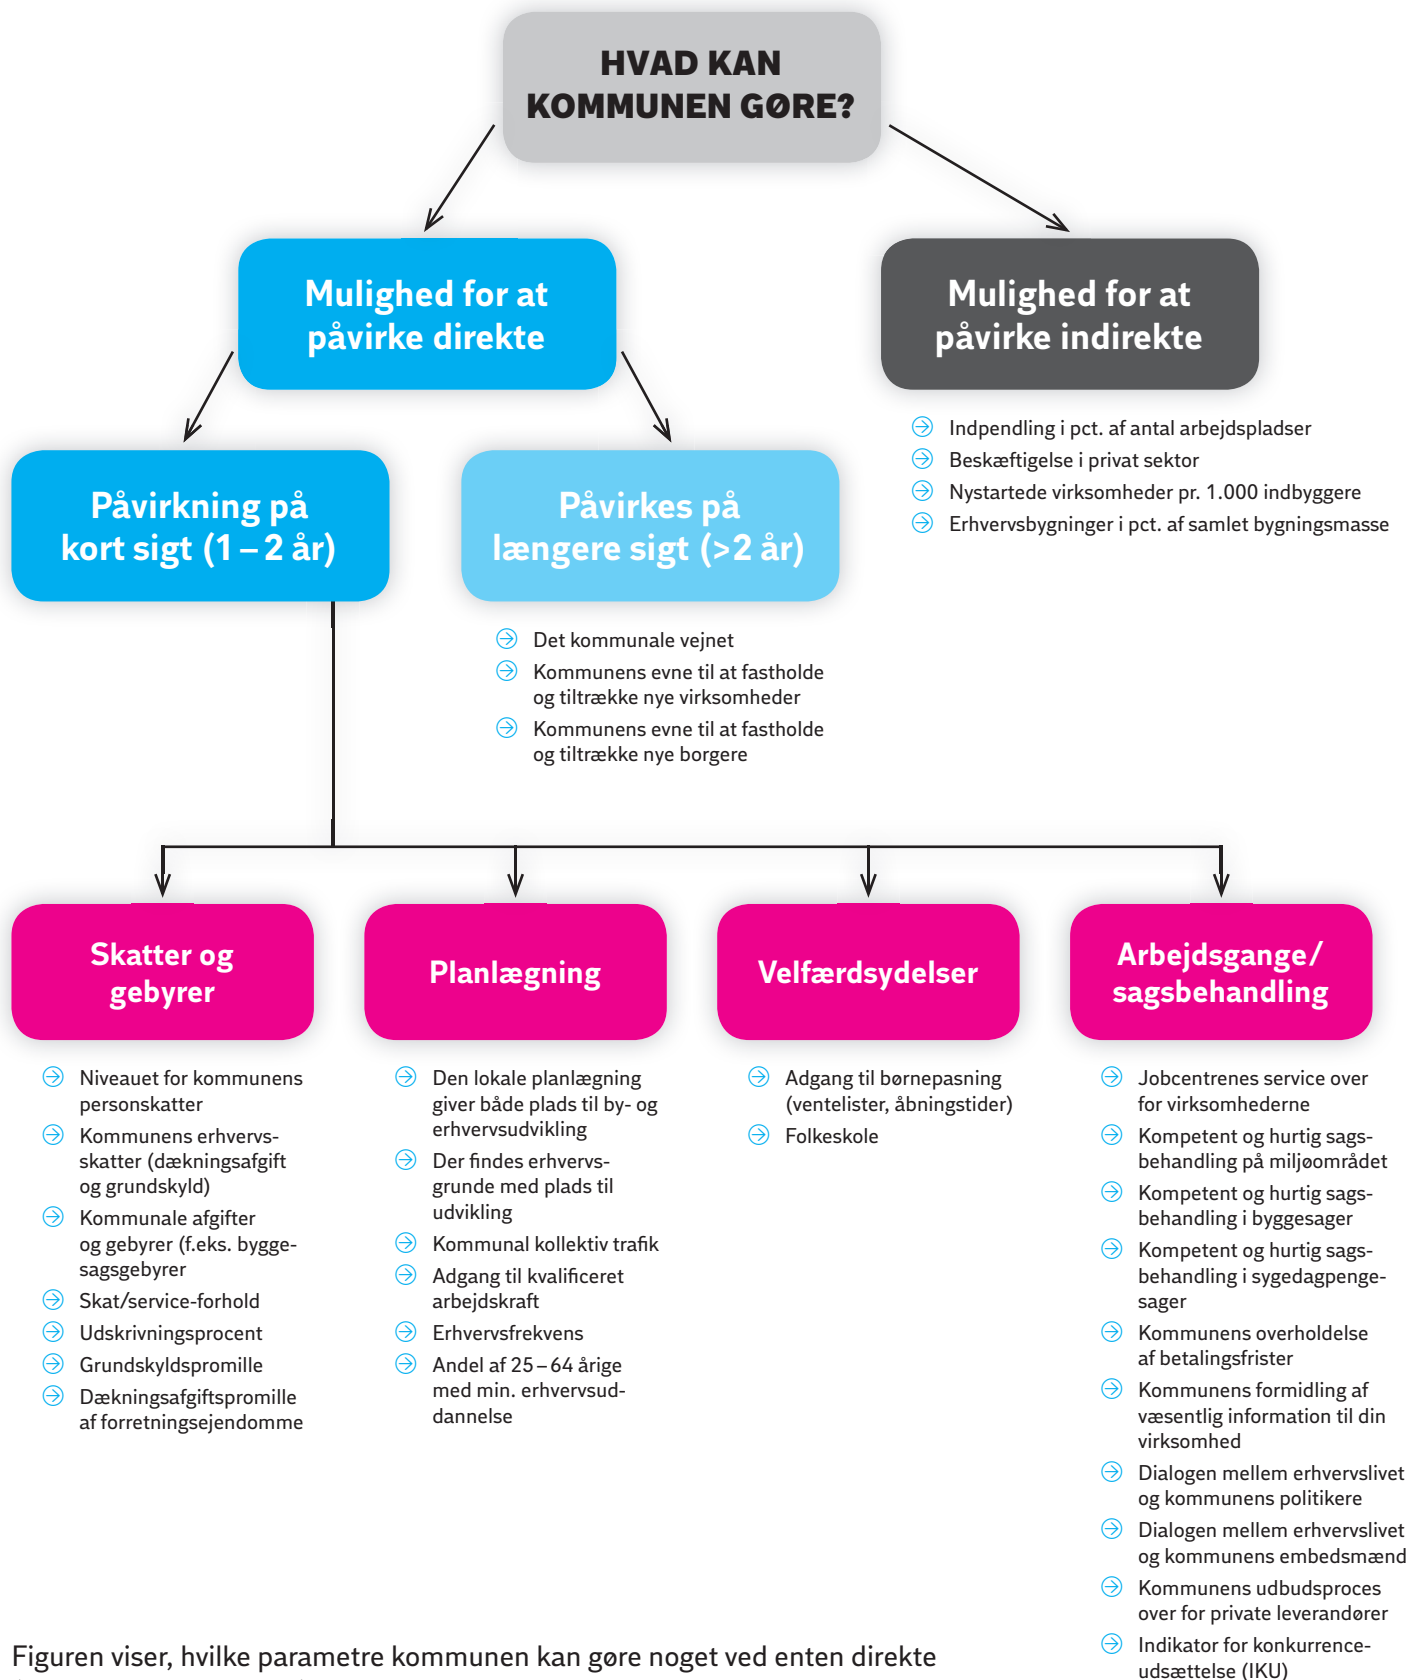 HVAD KAN
KOMMUNEN GØRE?
Mulighed for at
påvirke direkte
Mulighed for at
påvirke indirekte
Indpendling i pct. af antal arbejdspladser
Beskæftigelse i privat sektor
Nystartede virksomheder pr. 1.000 indbyggere
Erhvervsbygninger i pct. af samlet bygningsmasse
Påvirkning på
kort sigt (1 – 2 år)
Påvirkes på
længere sigt (>2 år)
Det kommunale vejnet
Kommunens evne til at fastholde
og tiltrække nye virksomheder
Kommunens evne til at fastholde
og tiltrække nye borgere
Skatter og
gebyrer
Niveauet for kommunens
personskatter
Kommunens erhvervs-
skatter (dækningsafgift
og grundskyld)
Kommunale afgifter
og gebyrer (f.eks. bygge-
sagsgebyrer
Skat/service-forhold
Udskrivningsprocent
Grundskyldspromille
Dækningsafgiftspromille
af forretningsejendomme
Planlægning
Den lokale planlægning
giver både plads til by- og
erhvervsudvikling
Der findes erhvervs-
grunde med plads til
udvikling
Kommunal kollektiv trafik
Adgang til kvalificeret
arbejdskraft
Erhvervsfrekvens
Andel af 25 – 64 årige
med min. erhvervsud-
dannelse
Velfærdsydelser
Adgang til børnepasning
(ventelister, åbningstider)
Folkeskole
Arbejdsgange/
sagsbehandling
Jobcentrenes service over
for virksomhederne
Kompetent og hurtig sags-
behandling på miljøområdet
Kompetent og hurtig sags-
behandling i byggesager
Kompetent og hurtig sags-
behandling i sygedagpenge-
sager
Kommunens overholdelse
af betalingsfrister
Kommunens formidling af
væsentlig information til din
virksomhed
Dialogen mellem erhvervslivet
og kommunens politikere
Dialogen mellem erhvervslivet
og kommunens embedsmænd
Kommunens udbudsproces
over for private leverandører
Indikator for konkurrence-
udsættelse (IKU)
Figuren viser, hvilke parametre kommunen kan gøre noget ved enten direkte